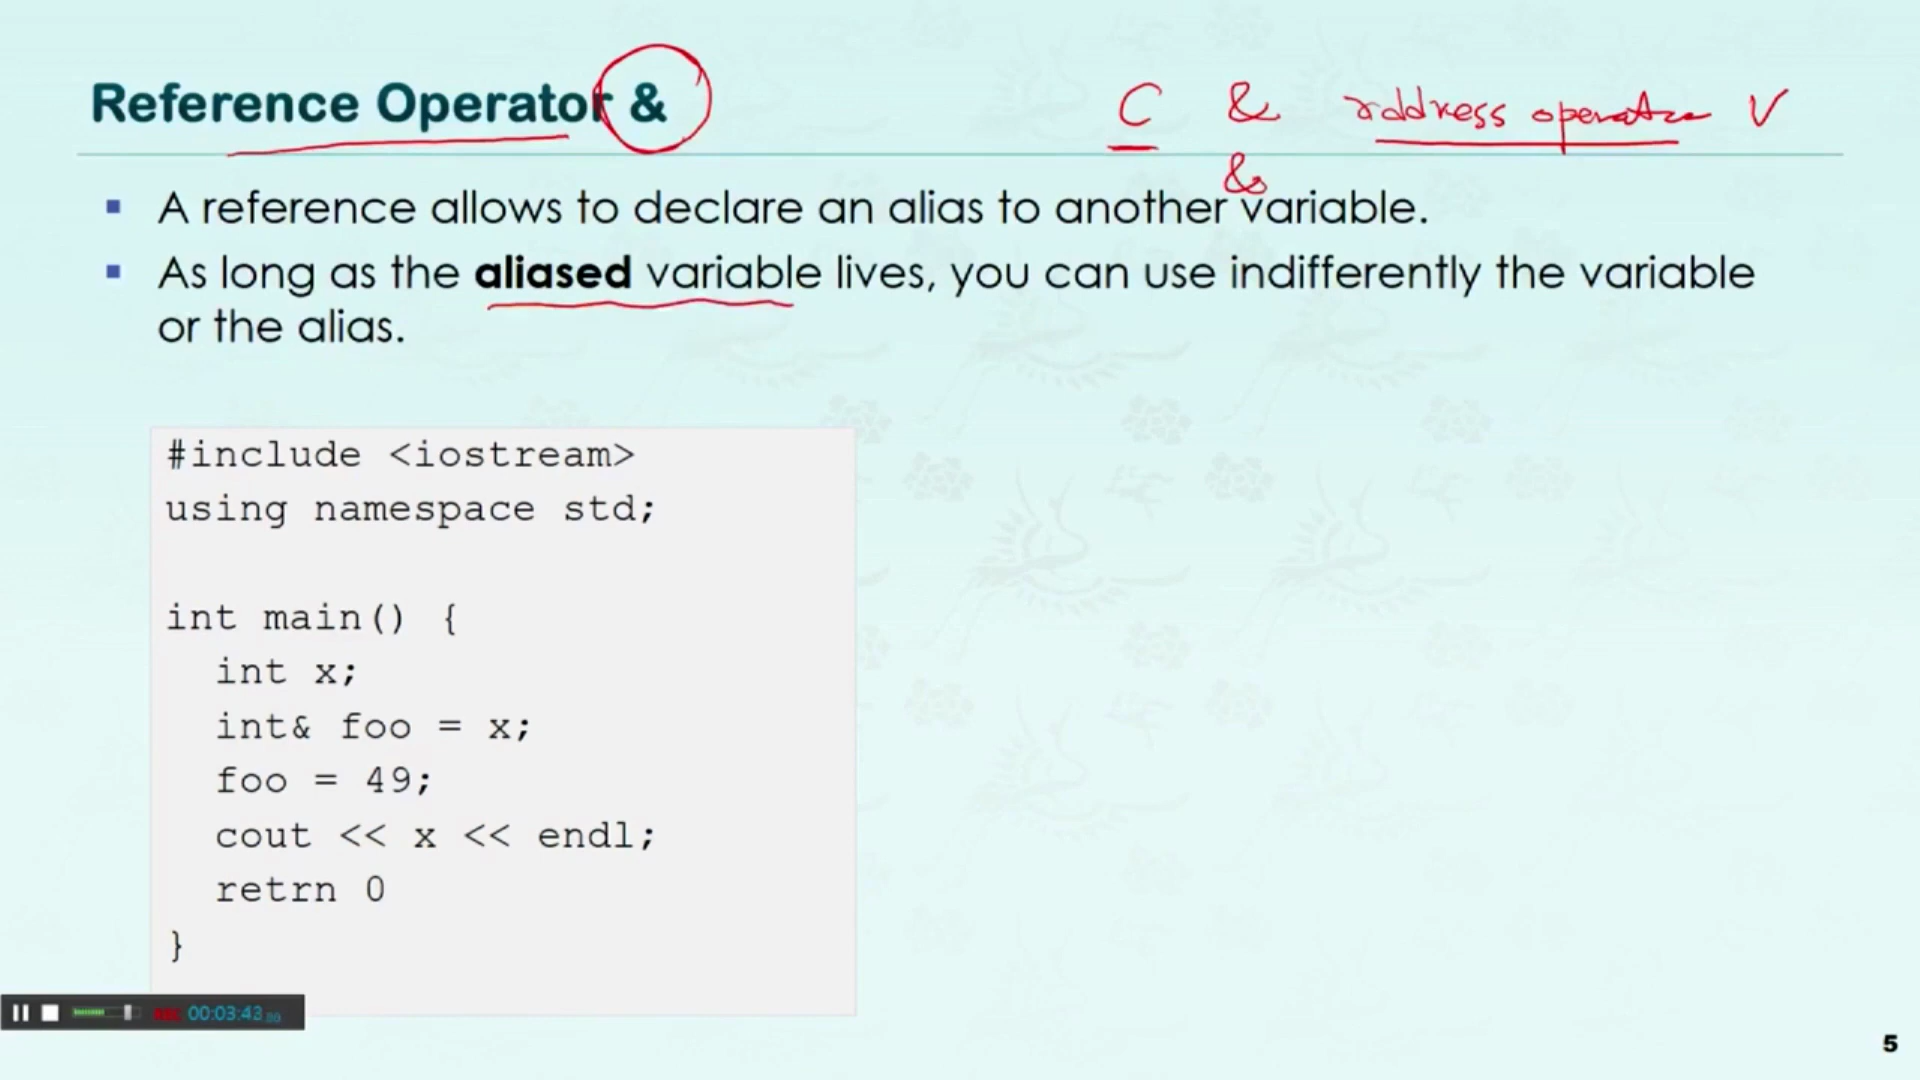 Reference Operator &
C & address operator V
&
A reference allows to declare an alias to another variable.
As long as the aliased variable lives, you can use indifferently the variable
or the alias.
#include <iostream>
using namespace std;
int main() {
int x;
int& foo = x;
foo = 49;
cout << x << endl;
retrn 0
}
REC 00:03:43
5